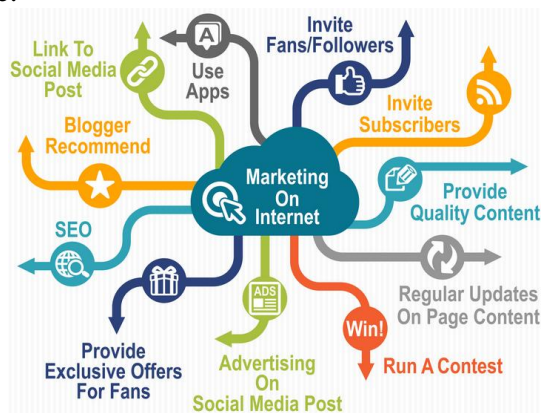 Invite
Fans/Followers
Link To
Social Media
Post
A
Use
Apps
Invite
Subscribers
Blogger
Recommend
Marketing
On
Internet
Provide
Quality Content
SEO
ADS
Regular Updates
On Page Content
Win!
Run A Contest
Provide
Exclusive Offers
For Fans
Advertising
On
Social Media Post